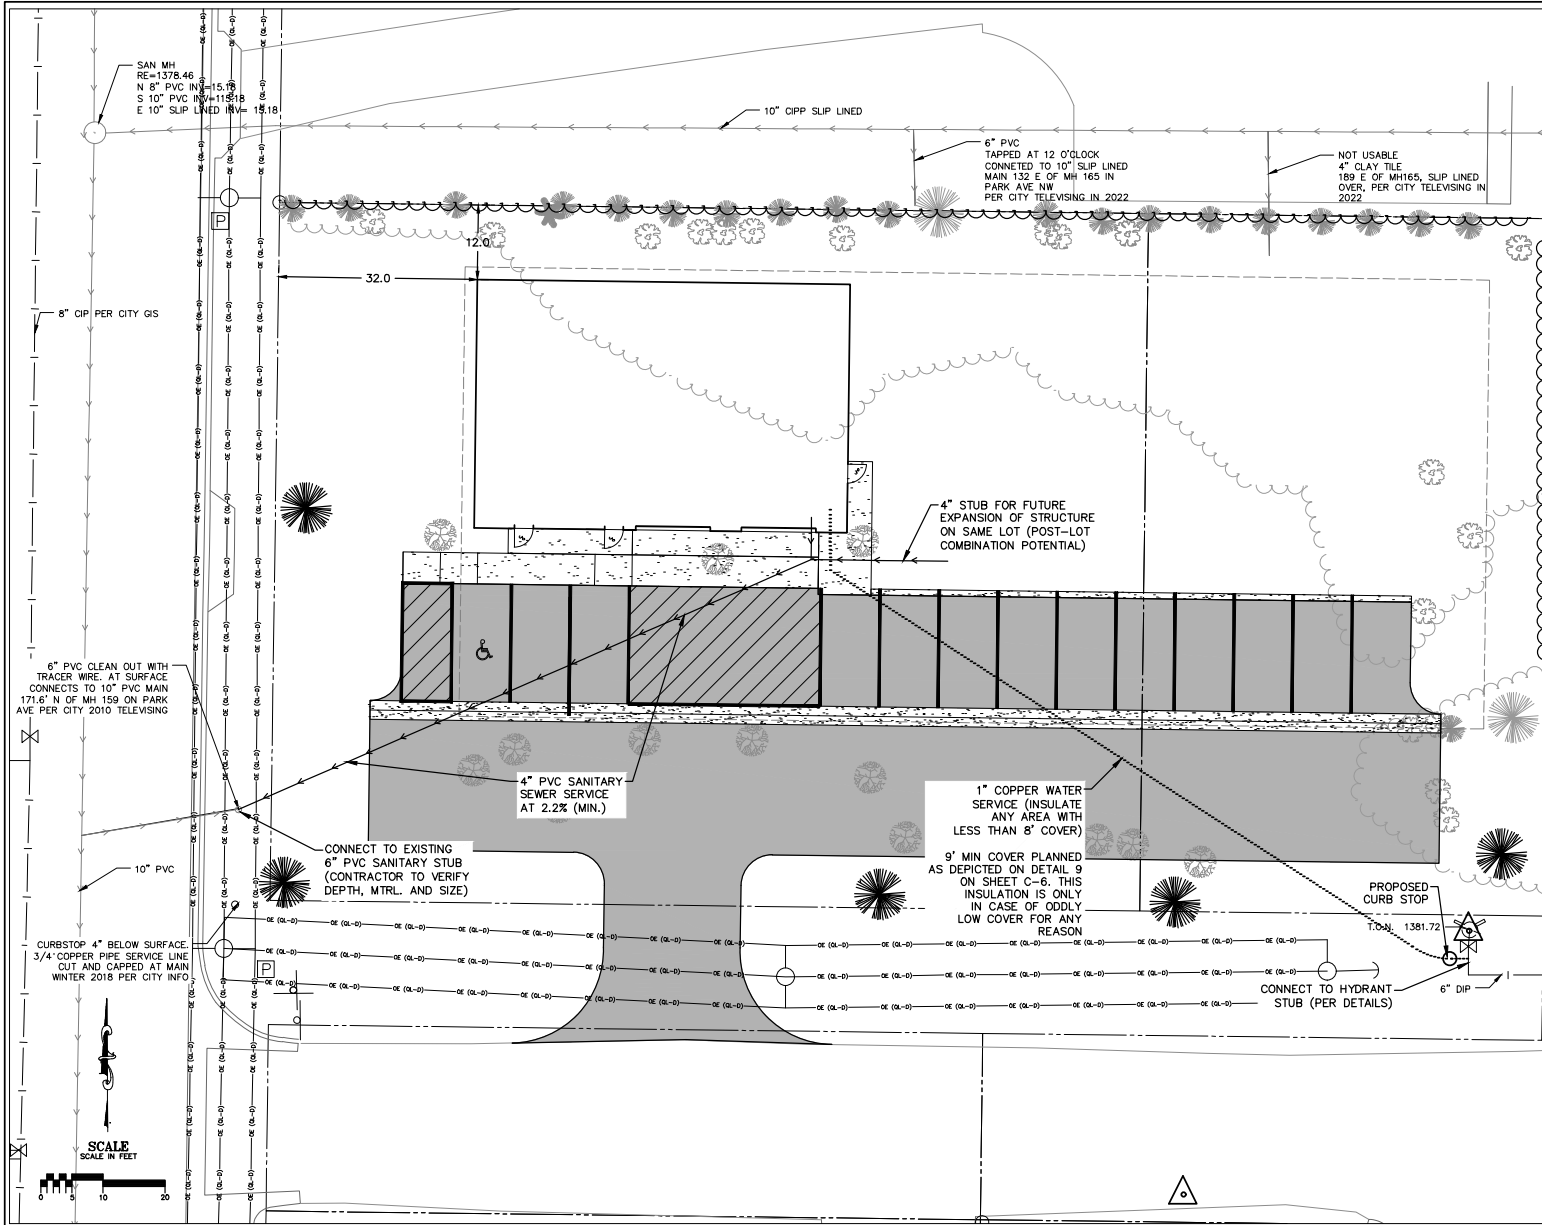 SAN MH
RE=1378.46
N 8" PVC INV=15.18
S 10" PVC INV=115.18
E 10" SLIP LINED INV= 15.18
10" CIPP SLIP LINED
6" PVC
TAPPED AT 12 O'CLOCK
CONNETED TO 10" SLIP LINED
MAIN 132 E OF MH 165 IN
PARK AVE NW
PER CITY TELEVISING IN 2022
NOT USABLE
4" CLAY TILE
189 E OF MH165, SLIP LINED
OVER, PER CITY TELEVISING IN
2022
P
12.0
32.0
8" CIP PER CITY GIS
4" STUB FOR FUTURE
EXPANSION OF STRUCTURE
ON SAME LOT (POST-LOT
COMBINATION POTENTIAL)
6" PVC CLEAN OUT WITH
TRACER WIRE. AT SURFACE
CONNECTS TO 10" PVC MAIN
171.6' N OF MH 159 ON PARK
AVE PER CITY 2010 TELEVISING
4" PVC SANITARY
SEWER SERVICE
AT 2.2% (MIN.)
1" COPPER WATER
SERVICE (INSULATE
ANY AREA WITH
LESS THAN 8' COVER)
9' MIN COVER PLANNED
AS DEPICTED ON DETAIL 9
ON SHEET C-6. THIS
INSULATION IS ONLY
IN CASE OF ODDLY
LOW COVER FOR ANY
REASON
CONNECT TO EXISTING
6" PVC SANITARY STUB
(CONTRACTOR TO VERIFY
DEPTH, MTRL. AND SIZE)
10" PVC
PROPOSED
CURB STOP
T.O.N. 1381.72
CURBSTOP 4" BELOW SURFACE.
3/4" COPPER PIPE SERVICE LINE
CUT AND CAPPED AT MAIN
WINTER 2018 PER CITY INFO
P
OE (QL-D)
CONNECT TO HYDRANT
STUB (PER DETAILS)
6" DIP
SCALE
SCALE IN FEET
0 5 10 20